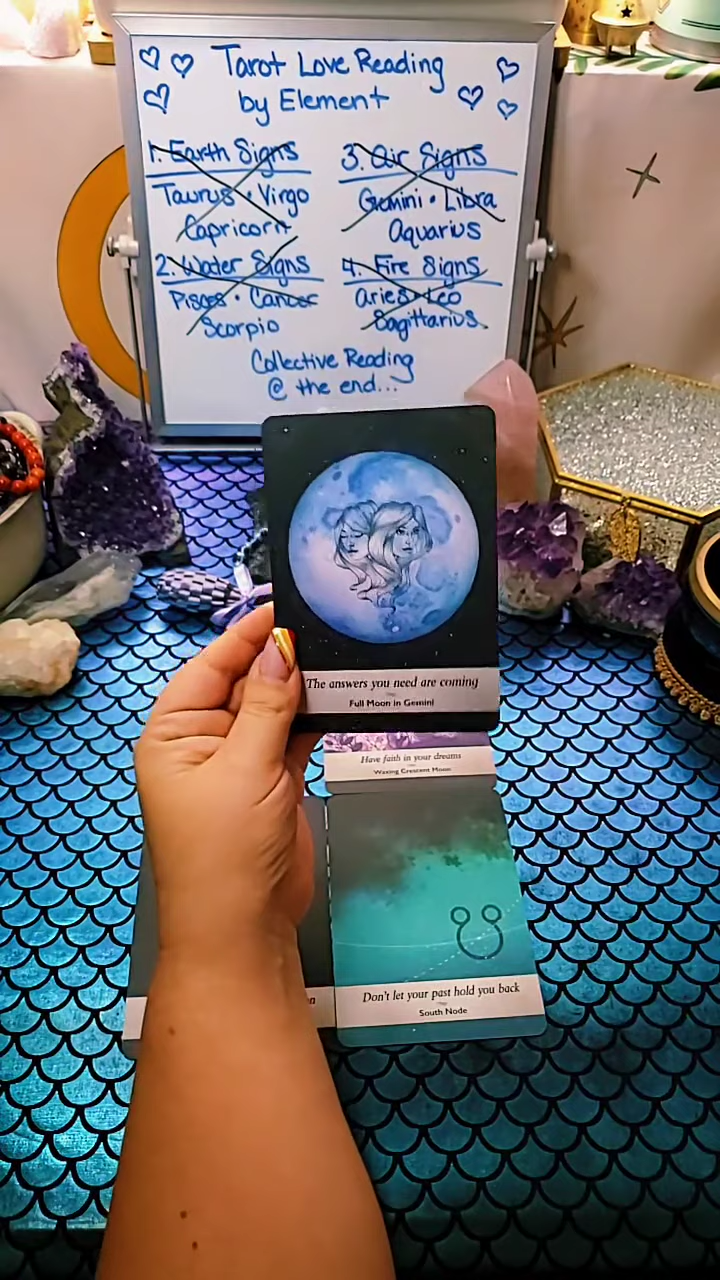 Tarot Love Reading
by Element
1. Earth Signs
Taurus • Virgo
Capricorn
2. Water Signs
Pisces • Cancer
Scorpio
3. Air Signs
Gemini • Libra
Aquarius
4. Fire Signs
Aries • Leo
Sagittarius
Collective Reading
@ the end...
The answers you need are coming
Full Moon in Gemini
Have faith in your dreams
Waxing Crescent Moon
Don't let your past hold you back
South Node